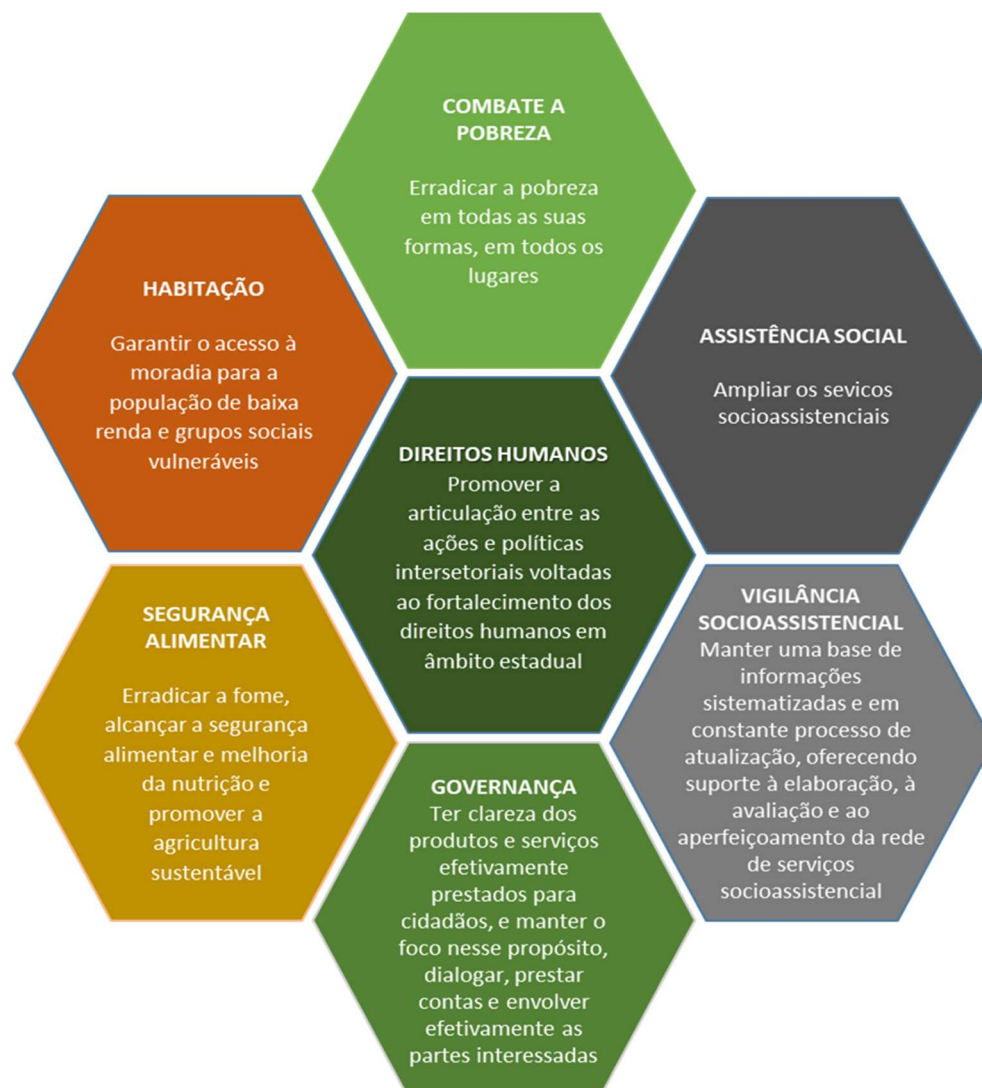 COMBATE A
POBREZA
Erradicar a pobreza
em todas as suas
formas, em todos os
lugares
HABITAÇÃO
Garantir o acesso à
moradia para a
população de baixa
renda e grupos sociais
vulneráveis
ASSISTÊNCIA SOCIAL
Ampliar os sevicos
socioassistenciais
DIREITOS HUMANOS
Promover a
articulação entre as
ações e políticas
intersetoriais voltadas
ao fortalecimento dos
direitos humanos em
âmbito estadual
SEGURANÇA
ALIMENTAR
Erradicar a fome,
alcançar a segurança
alimentar e melhoria
da nutrição e
promover a
agricultura
sustentável
VIGILÂNCIA
SOCIOASSISTENCIAL
Manter uma base de
informações
sistematizadas e em
constante processo de
atualização, oferecendo
suporte à elaboração, à
avaliação e ao
aperfeiçoamento da rede
de serviços
socioassistencial
GOVERNANÇA
Ter clareza dos
produtos e serviços
efetivamente
prestados para
cidadãos, e manter o
foco nesse propósito,
dialogar, prestar
contas e envolver
efetivamente as
partes interessadas